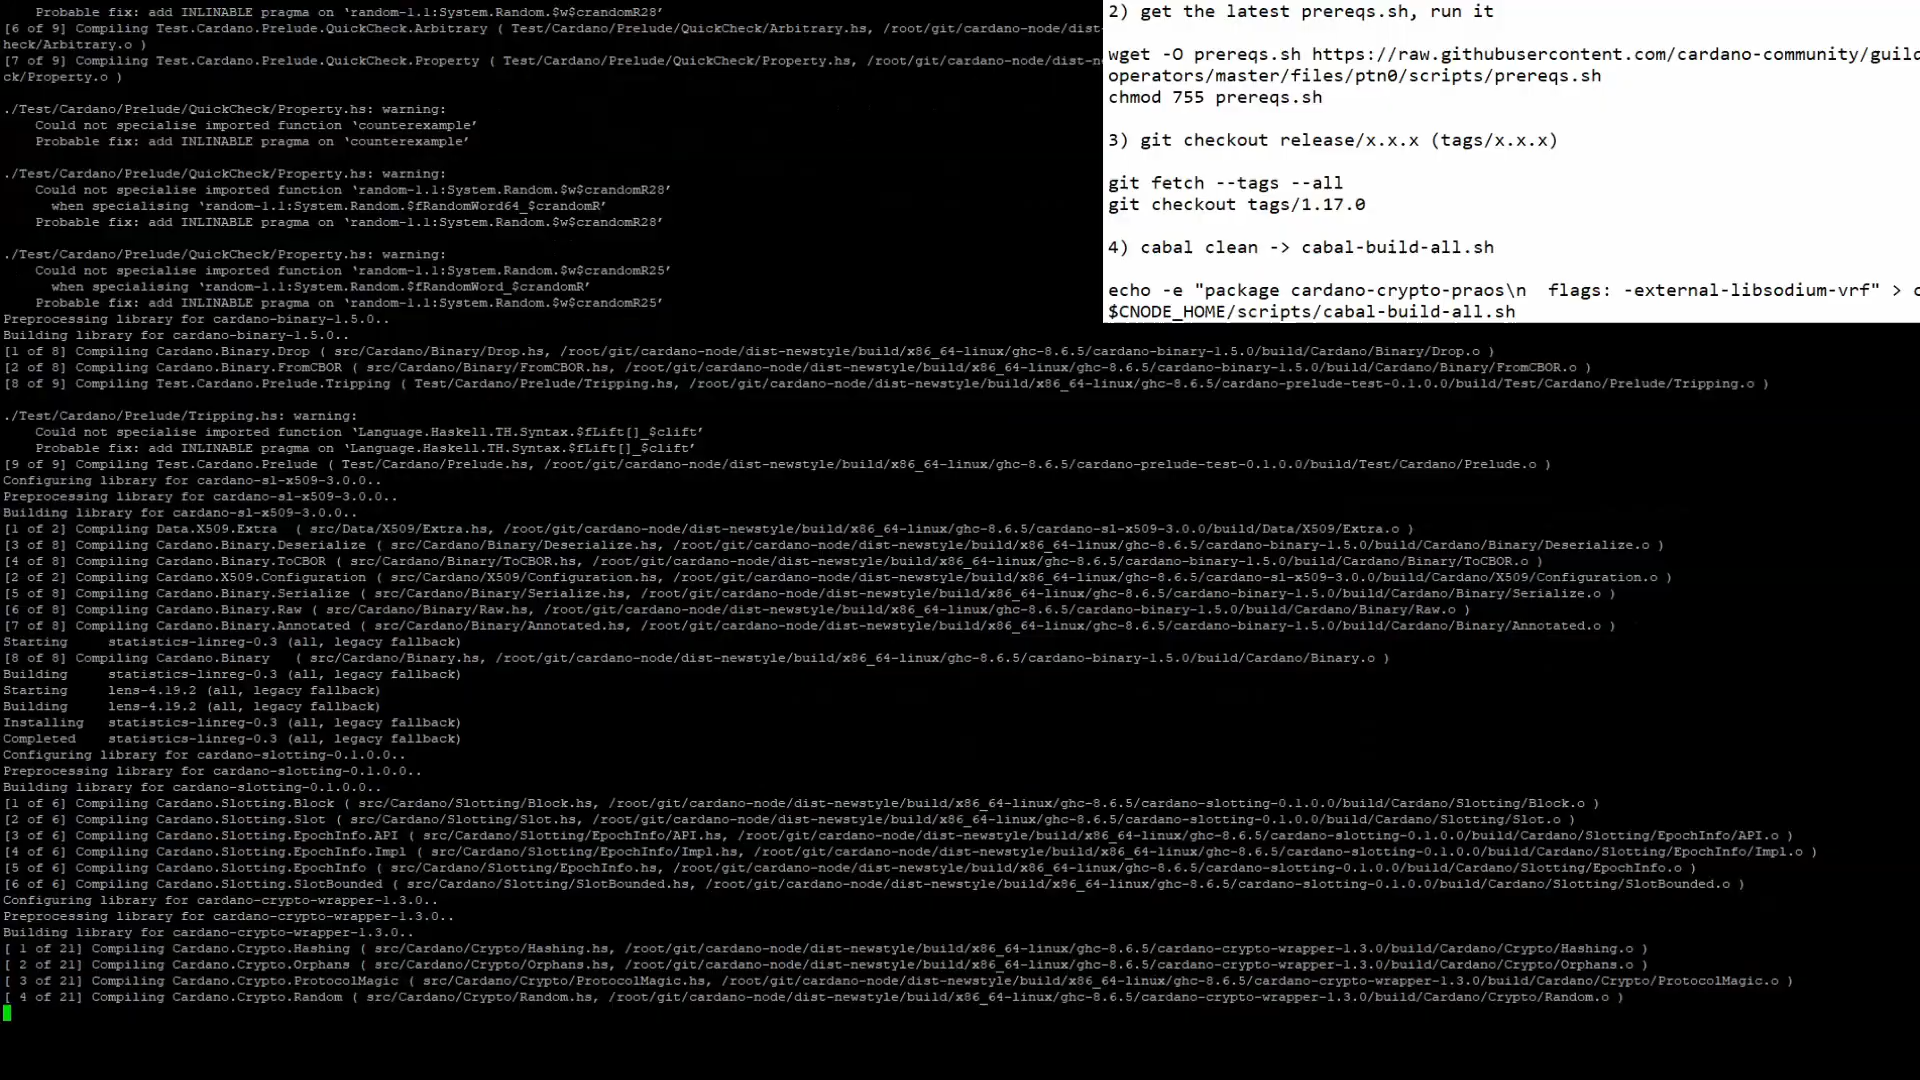 Probable fix: add INLINABLE pragma on ‘random-1.1:System.Random.$w$crandomR28’
[6 of 9] Compiling Test.Cardano.Prelude.QuickCheck.Arbitrary ( Test/Cardano/Prelude/QuickCheck/Arbitrary.hs, /root/git/cardano-node/dist-
heck/Arbitrary.o )
[7 of 9] Compiling Test.Cardano.Prelude.QuickCheck.Property ( Test/Cardano/Prelude/QuickCheck/Property.hs, /root/git/cardano-node/dist-n
ck/Property.o )
./Test/Cardano/Prelude/QuickCheck/Property.hs: warning:
Could not specialise imported function ‘counterexample’
Probable fix: add INLINABLE pragma on ‘counterexample’
./Test/Cardano/Prelude/QuickCheck/Property.hs: warning:
Could not specialise imported function ‘random-1.1:System.Random.$w$crandomR28’
when specialising ‘random-1.1:System.Random.$fRandomWord64_$crandomR’
Probable fix: add INLINABLE pragma on ‘random-1.1:System.Random.$w$crandomR28’
./Test/Cardano/Prelude/QuickCheck/Property.hs: warning:
Could not specialise imported function ‘random-1.1:System.Random.$w$crandomR25’
when specialising ‘random-1.1:System.Random.$fRandomWord_$crandomR’
Probable fix: add INLINABLE pragma on ‘random-1.1:System.Random.$w$crandomR25’
Preprocessing library for cardano-binary-1.5.0..
Building library for cardano-binary-1.5.0..
[1 of 8] Compiling Cardano.Binary.Drop ( src/Cardano/Binary/Drop.hs, /root/git/cardano-node/dist-newstyle/build/x86_64-linux/ghc-8.6.5/cardano-binary-1.5.0/build/Cardano/Binary/Drop.o )
[2 of 8] Compiling Cardano.Binary.FromCBOR ( src/Cardano/Binary/FromCBOR.hs, /root/git/cardano-node/dist-newstyle/build/x86_64-linux/ghc-8.6.5/cardano-binary-1.5.0/build/Cardano/Binary/FromCBOR.o )
[8 of 9] Compiling Test.Cardano.Prelude.Tripping ( Test/Cardano/Prelude/Tripping.hs, /root/git/cardano-node/dist-newstyle/build/x86_64-linux/ghc-8.6.5/cardano-prelude-test-0.1.0.0/build/Test/Cardano/Prelude/Tripping.o )
./Test/Cardano/Prelude/Tripping.hs: warning:
Could not specialise imported function ‘Language.Haskell.TH.Syntax.$fLift[]_$clift’
Probable fix: add INLINABLE pragma on ‘Language.Haskell.TH.Syntax.$fLift[]_$clift’
[9 of 9] Compiling Test.Cardano.Prelude ( Test/Cardano/Prelude.hs, /root/git/cardano-node/dist-newstyle/build/x86_64-linux/ghc-8.6.5/cardano-prelude-test-0.1.0.0/build/Test/Cardano/Prelude.o )
Configuring library for cardano-sl-x509-3.0.0..
Preprocessing library for cardano-sl-x509-3.0.0..
Building library for cardano-sl-x509-3.0.0..
[1 of 2] Compiling Data.X509.Extra  ( src/Data/X509/Extra.hs, /root/git/cardano-node/dist-newstyle/build/x86_64-linux/ghc-8.6.5/cardano-sl-x509-3.0.0/build/Data/X509/Extra.o )
[3 of 8] Compiling Cardano.Binary.Deserialize ( src/Cardano/Binary/Deserialize.hs, /root/git/cardano-node/dist-newstyle/build/x86_64-linux/ghc-8.6.5/cardano-binary-1.5.0/build/Cardano/Binary/Deserialize.o )
[4 of 8] Compiling Cardano.Binary.ToCBOR ( src/Cardano/Binary/ToCBOR.hs, /root/git/cardano-node/dist-newstyle/build/x86_64-linux/ghc-8.6.5/cardano-binary-1.5.0/build/Cardano/Binary/ToCBOR.o )
[2 of 2] Compiling Cardano.X509.Configuration ( src/Cardano/X509/Configuration.hs, /root/git/cardano-node/dist-newstyle/build/x86_64-linux/ghc-8.6.5/cardano-sl-x509-3.0.0/build/Cardano/X509/Configuration.o )
[5 of 8] Compiling Cardano.Binary.Serialize ( src/Cardano/Binary/Serialize.hs, /root/git/cardano-node/dist-newstyle/build/x86_64-linux/ghc-8.6.5/cardano-binary-1.5.0/build/Cardano/Binary/Serialize.o )
[6 of 8] Compiling Cardano.Binary.Raw ( src/Cardano/Binary/Raw.hs, /root/git/cardano-node/dist-newstyle/build/x86_64-linux/ghc-8.6.5/cardano-binary-1.5.0/build/Cardano/Binary/Raw.o )
[7 of 8] Compiling Cardano.Binary.Annotated ( src/Cardano/Binary/Annotated.hs, /root/git/cardano-node/dist-newstyle/build/x86_64-linux/ghc-8.6.5/cardano-binary-1.5.0/build/Cardano/Binary/Annotated.o )
Starting     statistics-linreg-0.3 (all, legacy fallback)
[8 of 8] Compiling Cardano.Binary   ( src/Cardano/Binary.hs, /root/git/cardano-node/dist-newstyle/build/x86_64-linux/ghc-8.6.5/cardano-binary-1.5.0/build/Cardano/Binary.o )
Building     statistics-linreg-0.3 (all, legacy fallback)
Starting     lens-4.19.2 (all, legacy fallback)
Building     lens-4.19.2 (all, legacy fallback)
Installing   statistics-linreg-0.3 (all, legacy fallback)
Completed    statistics-linreg-0.3 (all, legacy fallback)
Configuring library for cardano-slotting-0.1.0.0..
Preprocessing library for cardano-slotting-0.1.0.0..
Building library for cardano-slotting-0.1.0.0..
[1 of 6] Compiling Cardano.Slotting.Block ( src/Cardano/Slotting/Block.hs, /root/git/cardano-node/dist-newstyle/build/x86_64-linux/ghc-8.6.5/cardano-slotting-0.1.0.0/build/Cardano/Slotting/Block.o )
[2 of 6] Compiling Cardano.Slotting.Slot ( src/Cardano/Slotting/Slot.hs, /root/git/cardano-node/dist-newstyle/build/x86_64-linux/ghc-8.6.5/cardano-slotting-0.1.0.0/build/Cardano/Slotting/Slot.o )
[3 of 6] Compiling Cardano.Slotting.EpochInfo.API ( src/Cardano/Slotting/EpochInfo/API.hs, /root/git/cardano-node/dist-newstyle/build/x86_64-linux/ghc-8.6.5/cardano-slotting-0.1.0.0/build/Cardano/Slotting/EpochInfo/API.o )
[4 of 6] Compiling Cardano.Slotting.EpochInfo.Impl ( src/Cardano/Slotting/EpochInfo/Impl.hs, /root/git/cardano-node/dist-newstyle/build/x86_64-linux/ghc-8.6.5/cardano-slotting-0.1.0.0/build/Cardano/Slotting/EpochInfo/Impl.o )
[5 of 6] Compiling Cardano.Slotting.EpochInfo ( src/Cardano/Slotting/EpochInfo.hs, /root/git/cardano-node/dist-newstyle/build/x86_64-linux/ghc-8.6.5/cardano-slotting-0.1.0.0/build/Cardano/Slotting/EpochInfo.o )
[6 of 6] Compiling Cardano.Slotting.SlotBounded ( src/Cardano/Slotting/SlotBounded.hs, /root/git/cardano-node/dist-newstyle/build/x86_64-linux/ghc-8.6.5/cardano-slotting-0.1.0.0/build/Cardano/Slotting/SlotBounded.o )
Configuring library for cardano-crypto-wrapper-1.3.0..
Preprocessing library for cardano-crypto-wrapper-1.3.0..
Building library for cardano-crypto-wrapper-1.3.0..
[ 1 of 21] Compiling Cardano.Crypto.Hashing ( src/Cardano/Crypto/Hashing.hs, /root/git/cardano-node/dist-newstyle/build/x86_64-linux/ghc-8.6.5/cardano-crypto-wrapper-1.3.0/build/Cardano/Crypto/Hashing.o )
[ 2 of 21] Compiling Cardano.Crypto.Orphans ( src/Cardano/Crypto/Orphans.hs, /root/git/cardano-node/dist-newstyle/build/x86_64-linux/ghc-8.6.5/cardano-crypto-wrapper-1.3.0/build/Cardano/Crypto/Orphans.o )
[ 3 of 21] Compiling Cardano.Crypto.ProtocolMagic ( src/Cardano/Crypto/ProtocolMagic.hs, /root/git/cardano-node/dist-newstyle/build/x86_64-linux/ghc-8.6.5/cardano-crypto-wrapper-1.3.0/build/Cardano/Crypto/ProtocolMagic.o )
[ 4 of 21] Compiling Cardano.Crypto.Random ( src/Cardano/Crypto/Random.hs, /root/git/cardano-node/dist-newstyle/build/x86_64-linux/ghc-8.6.5/cardano-crypto-wrapper-1.3.0/build/Cardano/Crypto/Random.o )
2) get the latest prereqs.sh, run it
wget -O prereqs.sh https://raw.githubusercontent.com/cardano-community/guild
operators/master/files/ptn0/scripts/prereqs.sh
chmod 755 prereqs.sh
3) git checkout release/x.x.x (tags/x.x.x)
git fetch --tags --all
git checkout tags/1.17.0
4) cabal clean -> cabal-build-all.sh
echo -e "package cardano-crypto-praos\n  flags: -external-libsodium-vrf" > c
$CNODE_HOME/scripts/cabal-build-all.sh